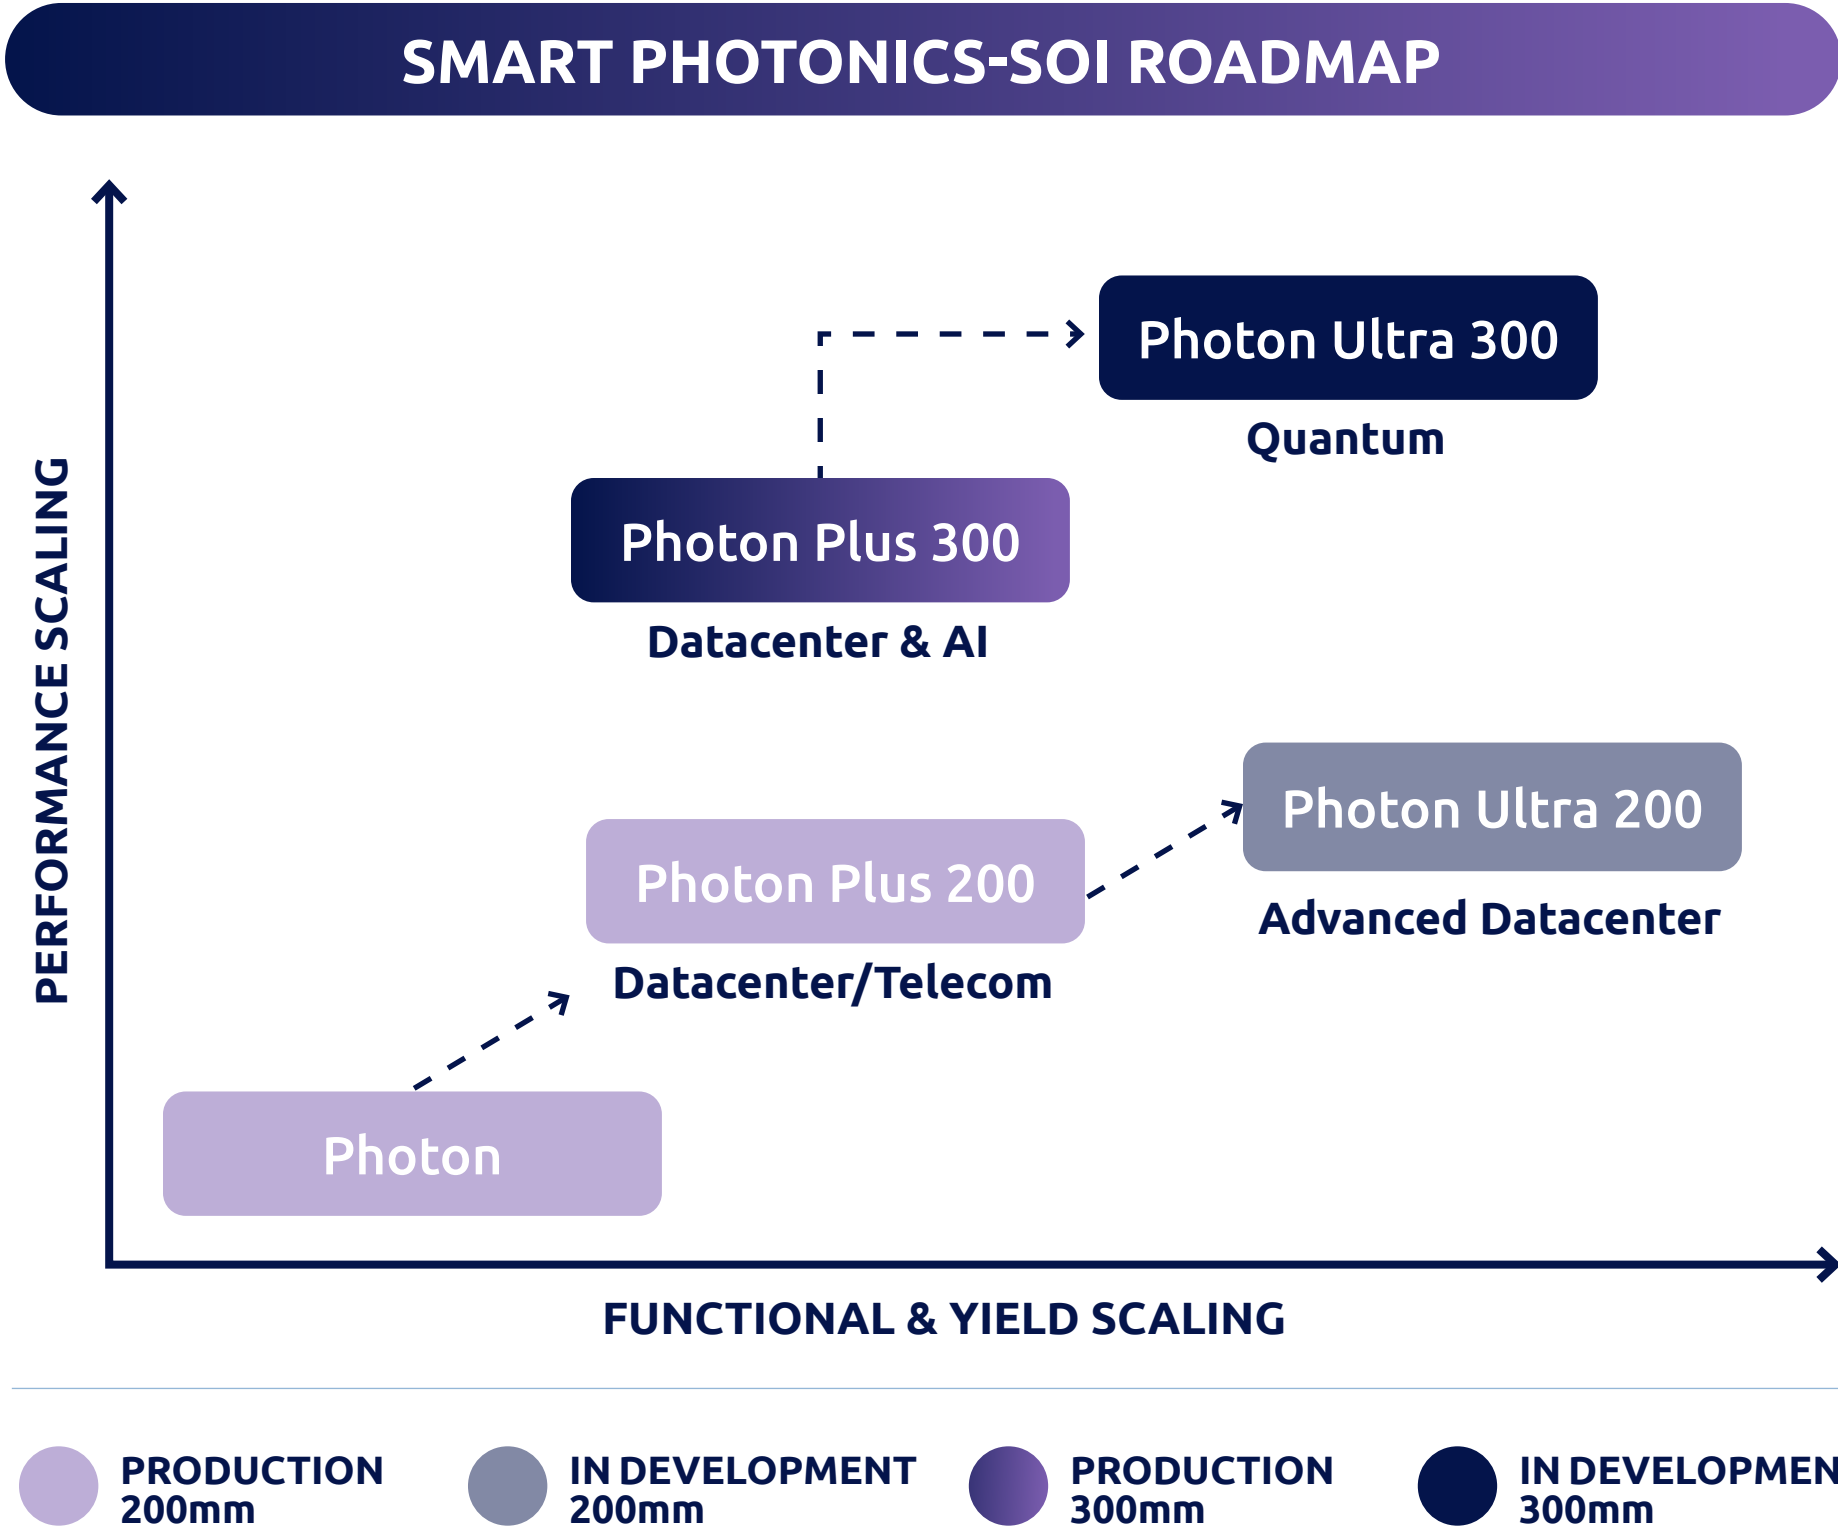 SMART PHOTONICS-SOI ROADMAP
PERFORMANCE SCALING
Photon Ultra 300
Quantum
Photon Plus 300
Datacenter & AI
Photon Ultra 200
Advanced Datacenter
Photon Plus 200
Datacenter/Telecom
Photon
FUNCTIONAL & YIELD SCALING
PRODUCTION
200mm
IN DEVELOPMENT
200mm
PRODUCTION
300mm
IN DEVELOPMEN
300mm